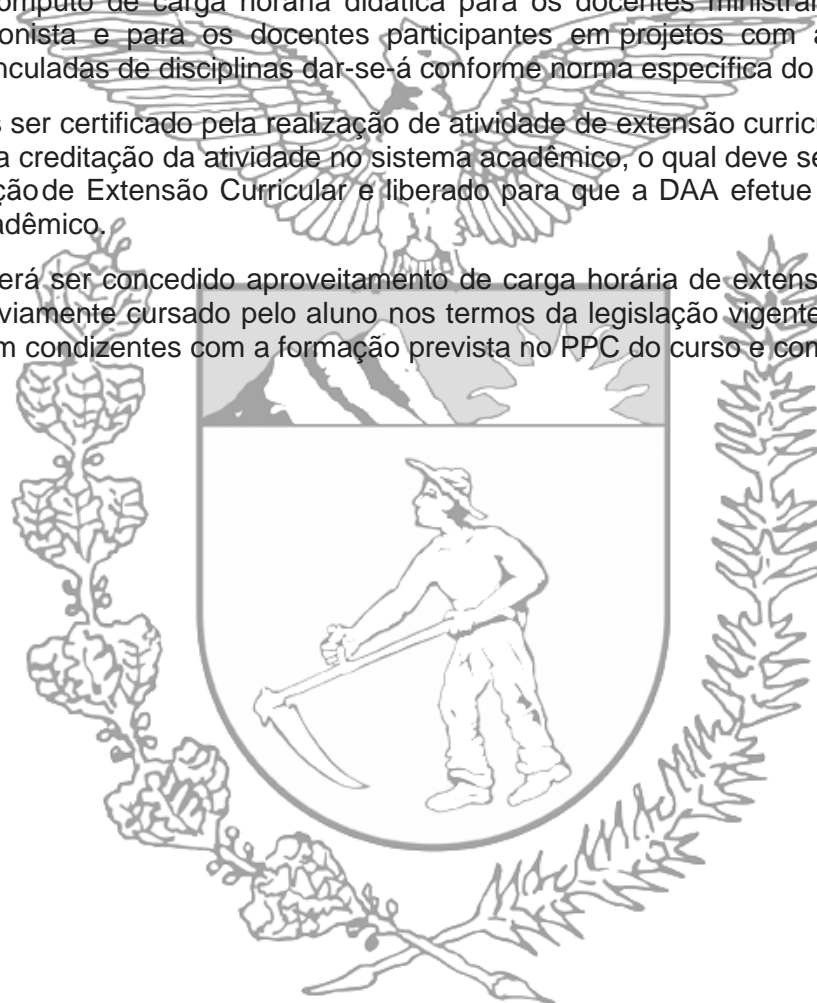 ômputo de carga horária didática para os docentes ministra
onista e para os docentes participantes em projetos com a
nculadas de disciplinas dar-se-á conforme norma específica do
s ser certificado pela realização de atividade de extensão curricu
a creditação da atividade no sistema acadêmico, o qual deve se
ção de Extensão Curricular e liberado para que a DAA efetue
adêmico.
erá ser concedido aproveitamento de carga horária de extens
viamente cursado pelo aluno nos termos da legislação vigente
m condizentes com a formação prevista no PPC do curso e con